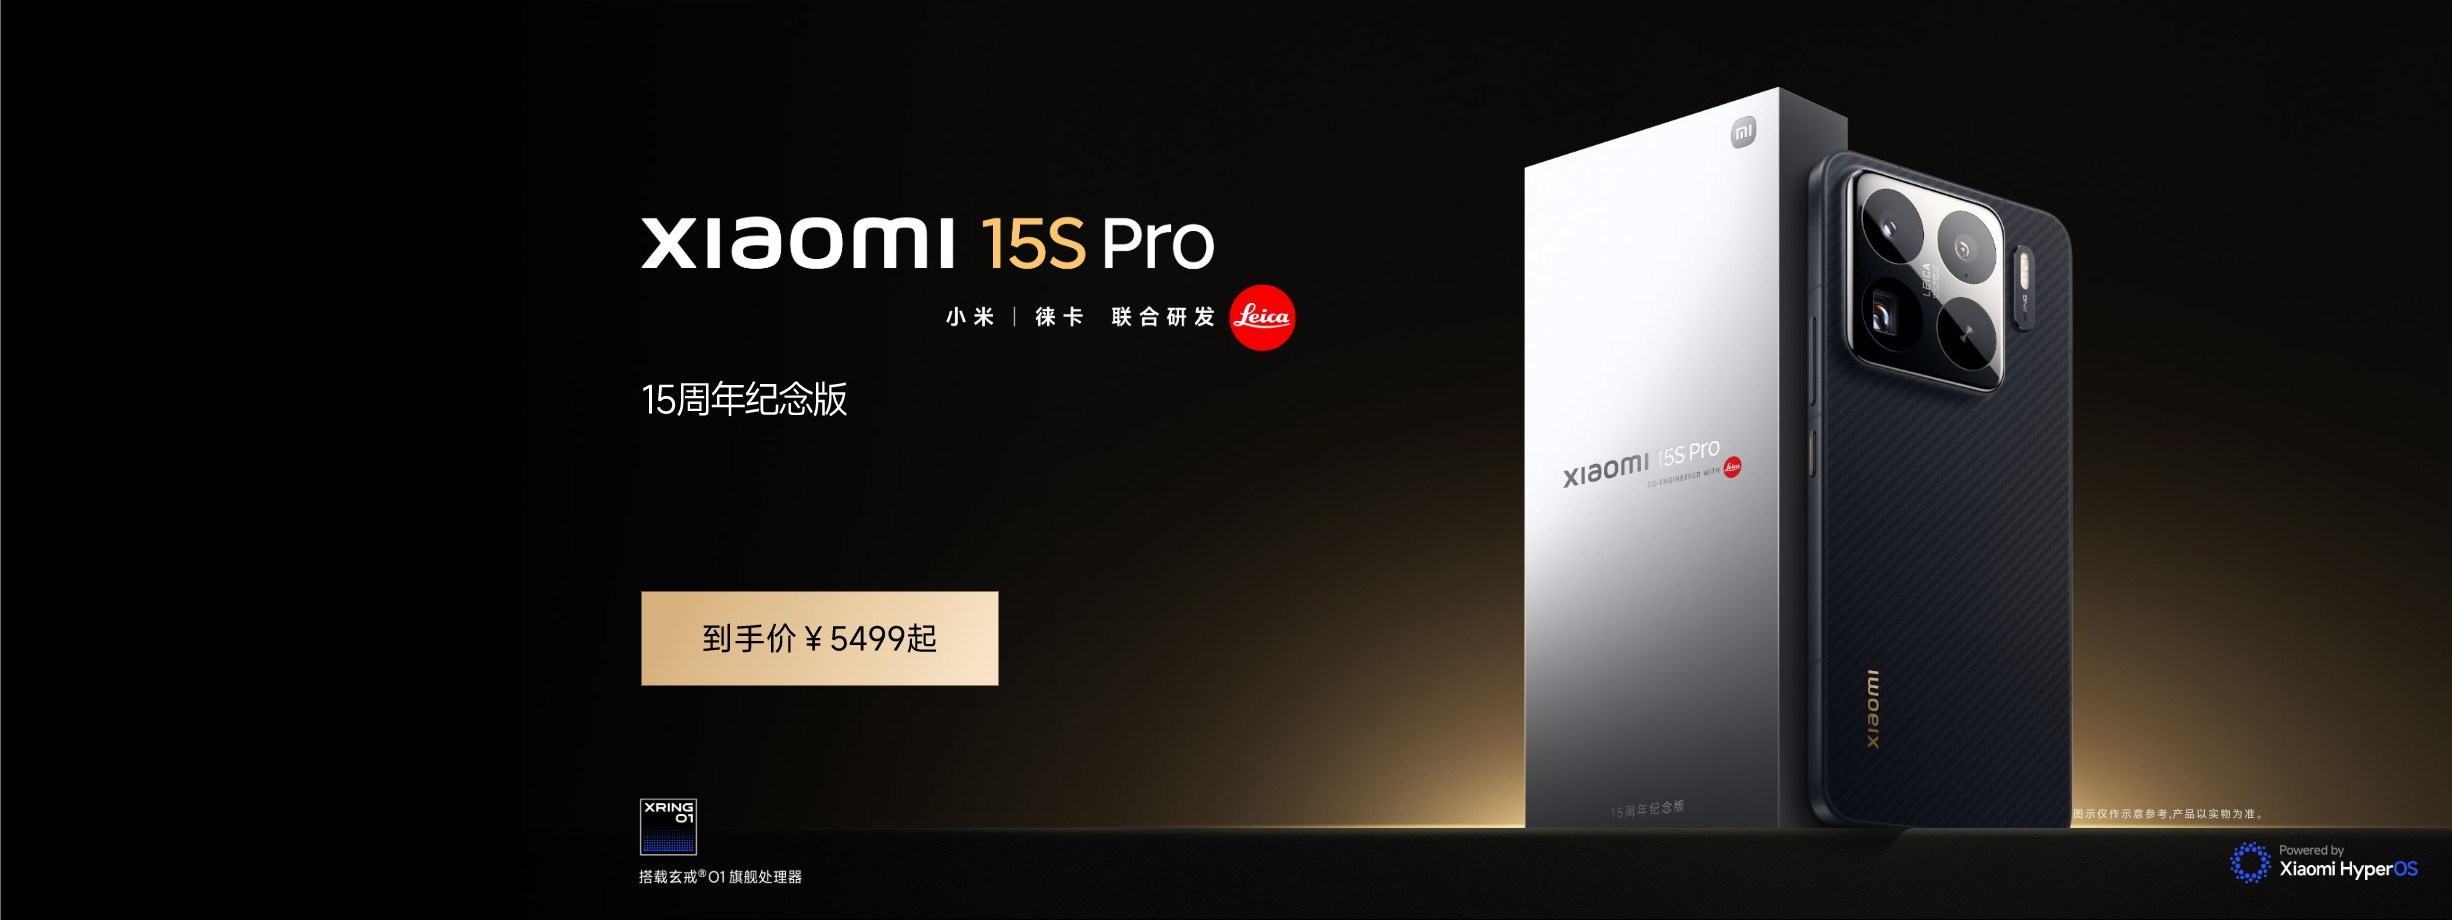 xiaomi 15S Pro
小米 | 徕卡 联合研发 Leica
15周年纪念版
到手价¥5499起
XRING
O1
搭载玄戒®O1 旗舰处理器
mi
xiaomi 15S Pro
CO-ENGINEERED WITH Leica
15周年纪念版
LEICA
XRING
xiaomi
图示仅作示意参考,产品以实物为准。
Powered by
Xiaomi HyperOS